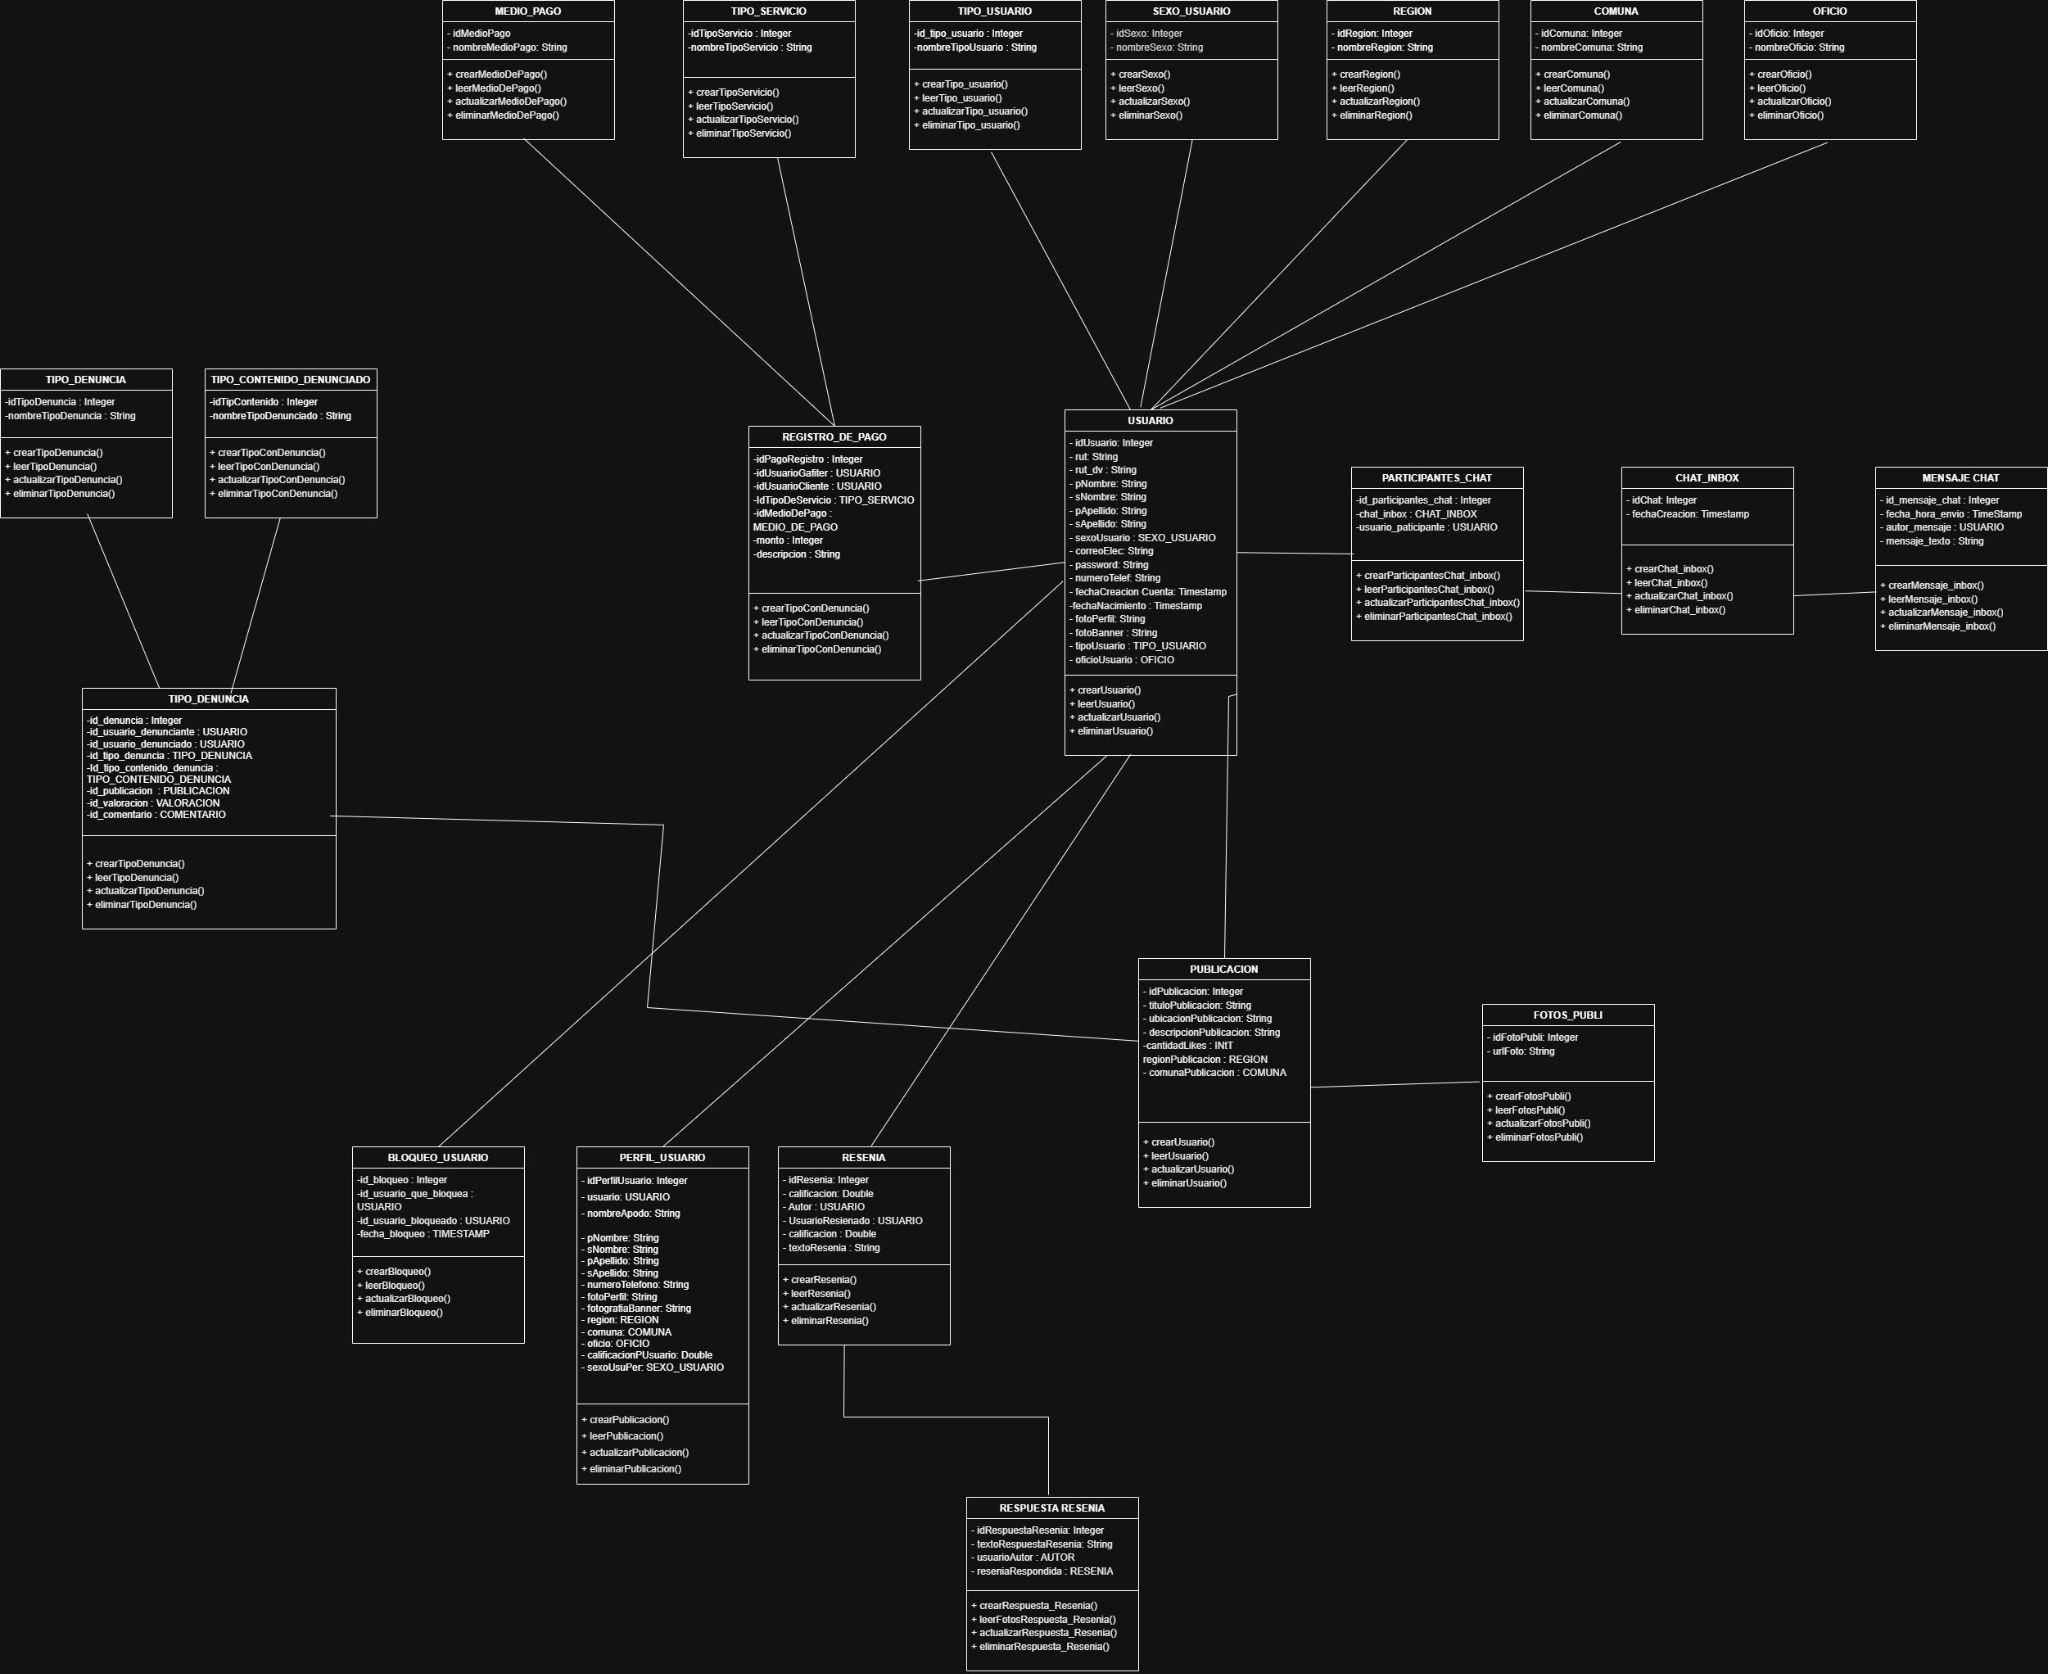 MEDIO_PAGO
- idMedioPago
- nombreMedioPago: String
+ crearMedioDePago()
+ leerMedioDePago()
+ actualizarMedioDePago()
+ eliminarMedioDePago()
TIPO_SERVICIO
-idTipoServicio : Integer
-nombreTipoServicio : String
+ crearTipoServicio()
+ leerTipoServicio()
+ actualizarTipoServicio()
+ eliminarTipoServicio()
TIPO_USUARIO
-id_tipo_usuario : Integer
-nombreTipoUsuario : String
+ crearTipo_usuario()
+ leerTipo_usuario()
+ actualizarTipo_usuario()
+ eliminarTipo_usuario()
SEXO_USUARIO
- idSexo: Integer
- nombreSexo: String
+ crearSexo()
+ leerSexo()
+ actualizarSexo()
+ eliminarSexo()
REGION
- idRegion: Integer
- nombreRegion: String
+ crearRegion()
+ leerRegion()
+ actualizarRegion()
+ eliminarRegion()
COMUNA
- idComuna: Integer
- nombreComuna: String
+ crearComuna()
+ leerComuna()
+ actualizarComuna()
+ eliminarComuna()
OFICIO
- idOficio: Integer
- nombreOficio: String
+ crearOficio()
+ leerOficio()
+ actualizarOficio()
+ eliminarOficio()
TIPO_DENUNCIA
-idTipoDenuncia : Integer
-nombreTipoDenuncia : String
+ crearTipoDenuncia()
+ leerTipoDenuncia()
+ actualizarTipoDenuncia()
+ eliminarTipoDenuncia()
TIPO_CONTENIDO_DENUNCIADO
-idTipContenido : Integer
-nombreTipoDenunciado : String
+ crearTipoConDenuncia()
+ leerTipoConDenuncia()
+ actualizarTipoConDenuncia()
+ eliminarTipoConDenuncia()
REGISTRO_DE_PAGO
-idPagoRegistro : Integer
-idUsuarioGafiter : USUARIO
-idUsuarioCliente : USUARIO
-IdTipoDeServicio : TIPO_SERVICIO
-idMedioDePago :
MEDIO_DE_PAGO
-monto : Integer
-descripcion : String
+ crearTipoConDenuncia()
+ leerTipoConDenuncia()
+ actualizarTipoConDenuncia()
+ eliminarTipoConDenuncia()
USUARIO
- idUsuario: Integer
- rut: String
- rut_dv : String
- pNombre: String
- sNombre: String
- pApellido: String
- sApellido: String
- sexoUsuario : SEXO_USUARIO
- correoElec: String
- password: String
- numeroTelef: String
- fechaCreacion Cuenta: Timestamp
-fechaNacimiento : Timestamp
- fotoPerfil: String
- fotoBanner : String
- tipoUsuario : TIPO_USUARIO
- oficioUsuario : OFICIO
+ crearUsuario()
+ leerUsuario()
+ actualizarUsuario()
+ eliminarUsuario()
PARTICIPANTES_CHAT
-id_participantes_chat : Integer
-chat_inbox : CHAT_INBOX
-usuario_paticipante : USUARIO
+ crearParticipantesChat_inbox()
+ leerParticipantesChat_inbox()
+ actualizarParticipantesChat_inbox()
+ eliminarParticipantesChat_inbox()
CHAT_INBOX
- idChat: Integer
- fechaCreacion: Timestamp
+ crearChat_inbox()
+ leerChat_inbox()
+ actualizarChat_inbox()
+ eliminarChat_inbox()
MENSAJE CHAT
- id_mensaje_chat : Integer
- fecha_hora_envio : TimeStamp
- autor_mensaje : USUARIO
- mensaje_texto : String
+ crearMensaje_inbox()
+ leerMensaje_inbox()
+ actualizarMensaje_inbox()
+ eliminarMensaje_inbox()
TIPO_DENUNCIA
-id_denuncia : Integer
-id_usuario_denunciante : USUARIO
-id_usuario_denunciado : USUARIO
-id_tipo_denuncia : TIPO_DENUNCIA
-Id_tipo_contenido_denuncia :
TIPO_CONTENIDO_DENUNCIA
-id_publicacion  : PUBLICACION
-id_valoracion : VALORACION
-id_comentario : COMENTARIO
+ crearTipoDenuncia()
+ leerTipoDenuncia()
+ actualizarTipoDenuncia()
+ eliminarTipoDenuncia()
PUBLICACION
- idPublicacion: Integer
- tituloPublicacion: String
- ubicacionPublicacion: String
- descripcionPublicacion: String
-cantidadLikes : INtT
regionPublicacion : REGION
- comunaPublicacion : COMUNA
+ crearUsuario()
+ leerUsuario()
+ actualizarUsuario()
+ eliminarUsuario()
FOTOS_PUBLI
- idFotoPubli: Integer
- urlFoto: String
+ crearFotosPubli()
+ leerFotosPubli()
+ actualizarFotosPubli()
+ eliminarFotosPubli()
BLOQUEO_USUARIO
-id_bloqueo : Integer
-id_usuario_que_bloquea :
USUARIO
-id_usuario_bloqueado : USUARIO
-fecha_bloqueo : TIMESTAMP
+ crearBloqueo()
+ leerBloqueo()
+ actualizarBloqueo()
+ eliminarBloqueo()
PERFIL_USUARIO
- idPerfilUsuario: Integer
- usuario: USUARIO
- nombreApodo: String
- pNombre: String
- sNombre: String
- pApellido: String
- sApellido: String
- numeroTelefono: String
- fotoPerfil: String
- fotografiaBanner: String
- region: REGION
- comuna: COMUNA
- oficio: OFICIO
- calificacionPUsuario: Double
- sexoUsuPer: SEXO_USUARIO
+ crearPublicacion()
+ leerPublicacion()
+ actualizarPublicacion()
+ eliminarPublicacion()
RESENIA
- idResenia: Integer
- calificacion: Double
- Autor : USUARIO
- UsuarioResienado : USUARIO
- calificacion : Double
- textoResenia : String
+ crearResenia()
+ leerResenia()
+ actualizarResenia()
+ eliminarResenia()
RESPUESTA RESENIA
- idRespuestaResenia: Integer
- textoRespuestaResenia: String
- usuarioAutor : AUTOR
- reseniaRespondida : RESENIA
+ crearRespuesta_Resenia()
+ leerFotosRespuesta_Resenia()
+ actualizarRespuesta_Resenia()
+ eliminarRespuesta_Resenia()